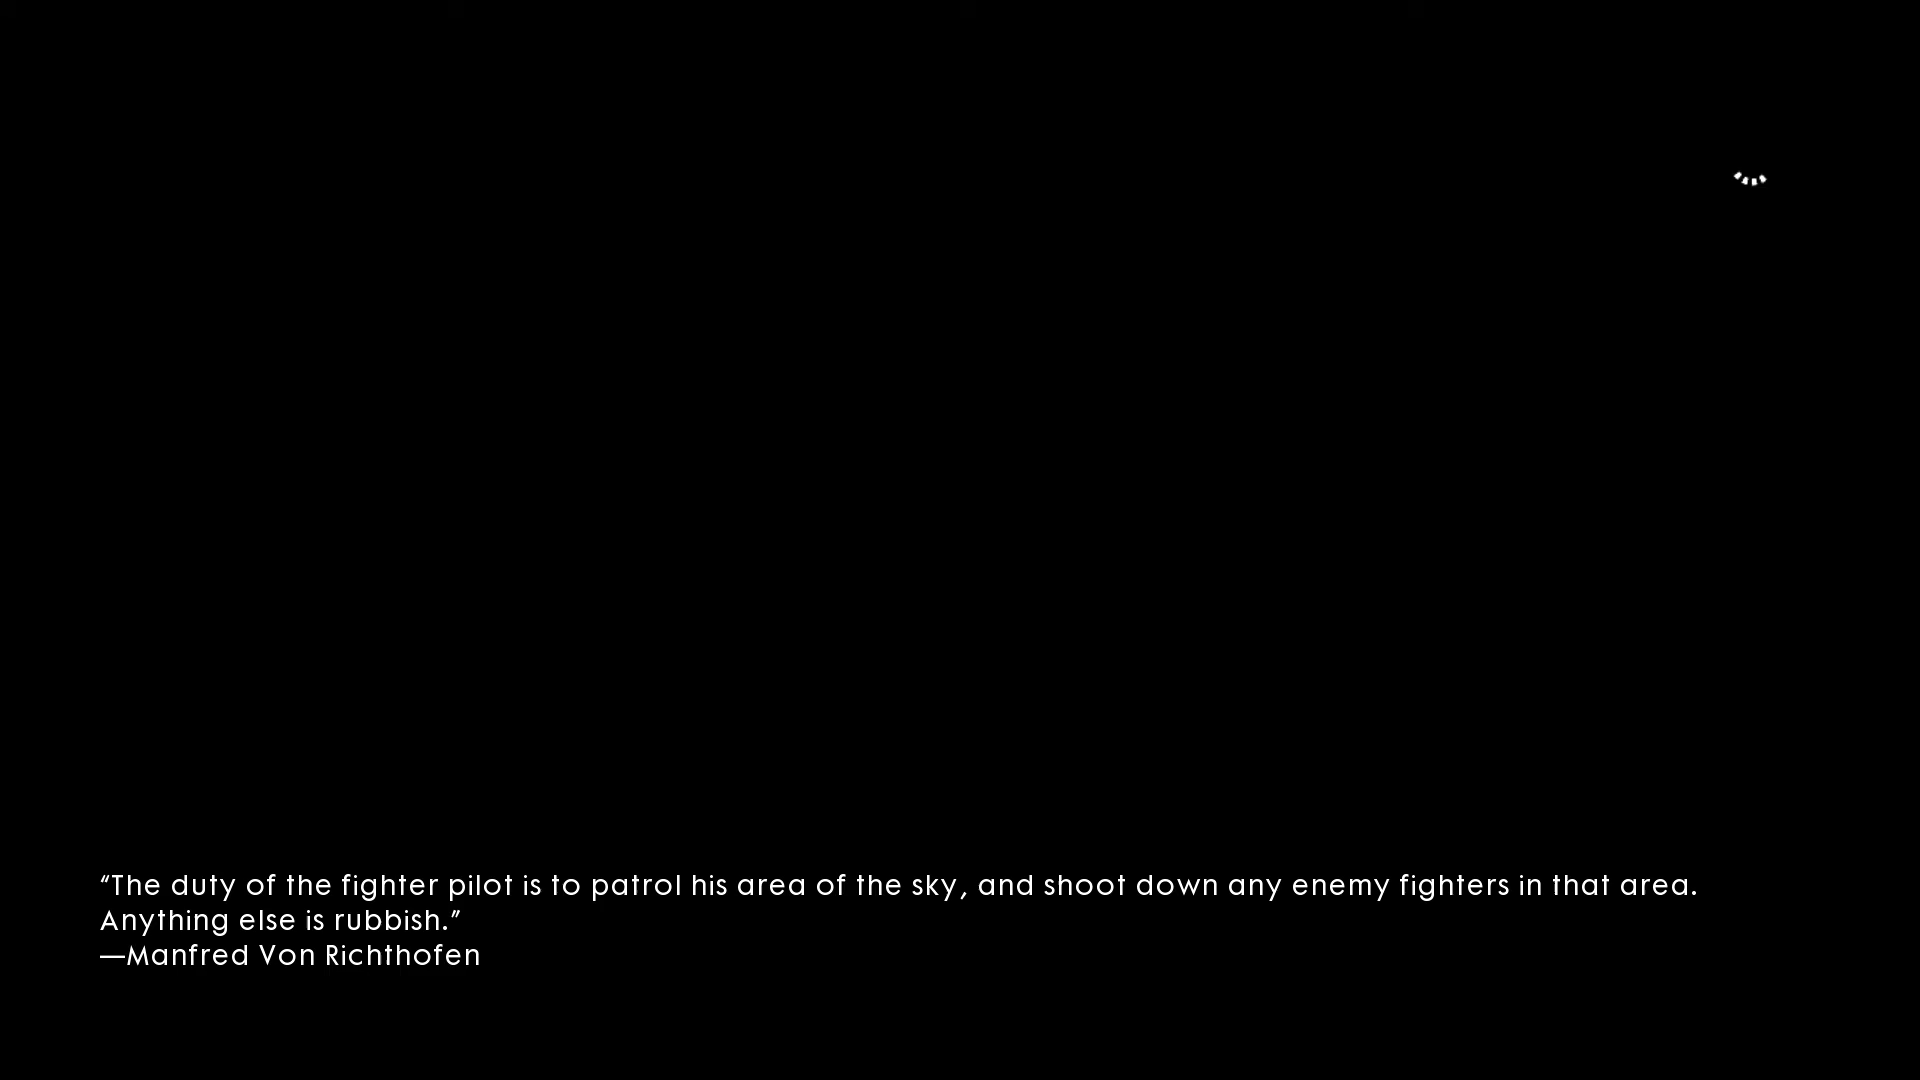 “The duty of the fighter pilot is to patrol his area of the sky, and shoot down any enemy fighters in that area.
Anything else is rubbish.”
—Manfred Von Richthofen